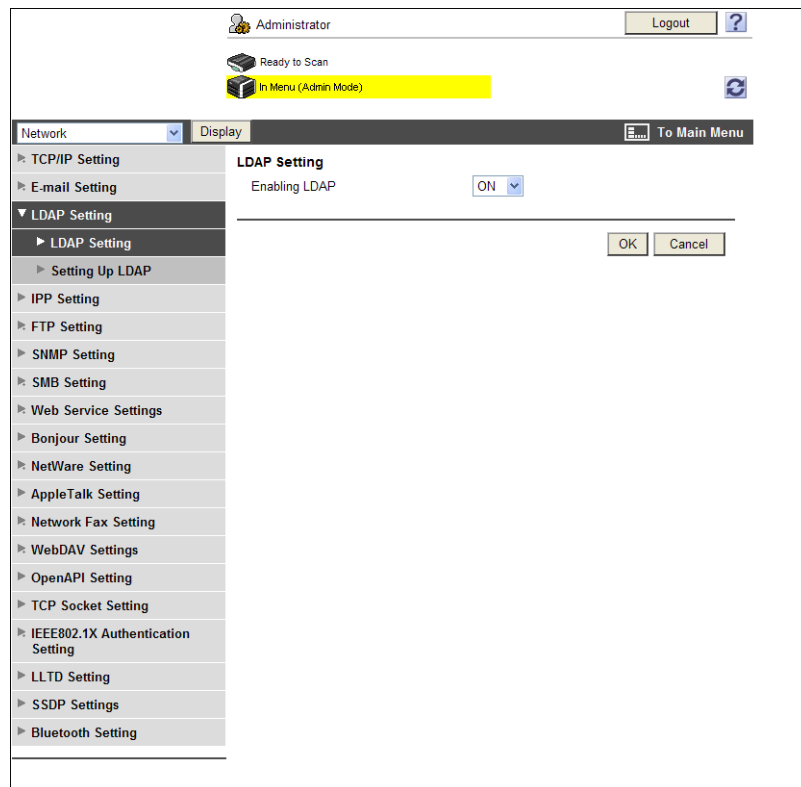 Administrator
Logout
?
Ready to Scan
In Menu (Admin Mode)
Network
Display
To Main Menu
TCP/IP Setting
E-mail Setting
LDAP Setting
LDAP Setting
Setting Up LDAP
IPP Setting
FTP Setting
SNMP Setting
SMB Setting
Web Service Settings
Bonjour Setting
NetWare Setting
AppleTalk Setting
Network Fax Setting
WebDAV Settings
OpenAPI Setting
TCP Socket Setting
IEEE802.1X Authentication
Setting
LLTD Setting
SSDP Settings
Bluetooth Setting
LDAP Setting
Enabling LDAP
ON
OK
Cancel